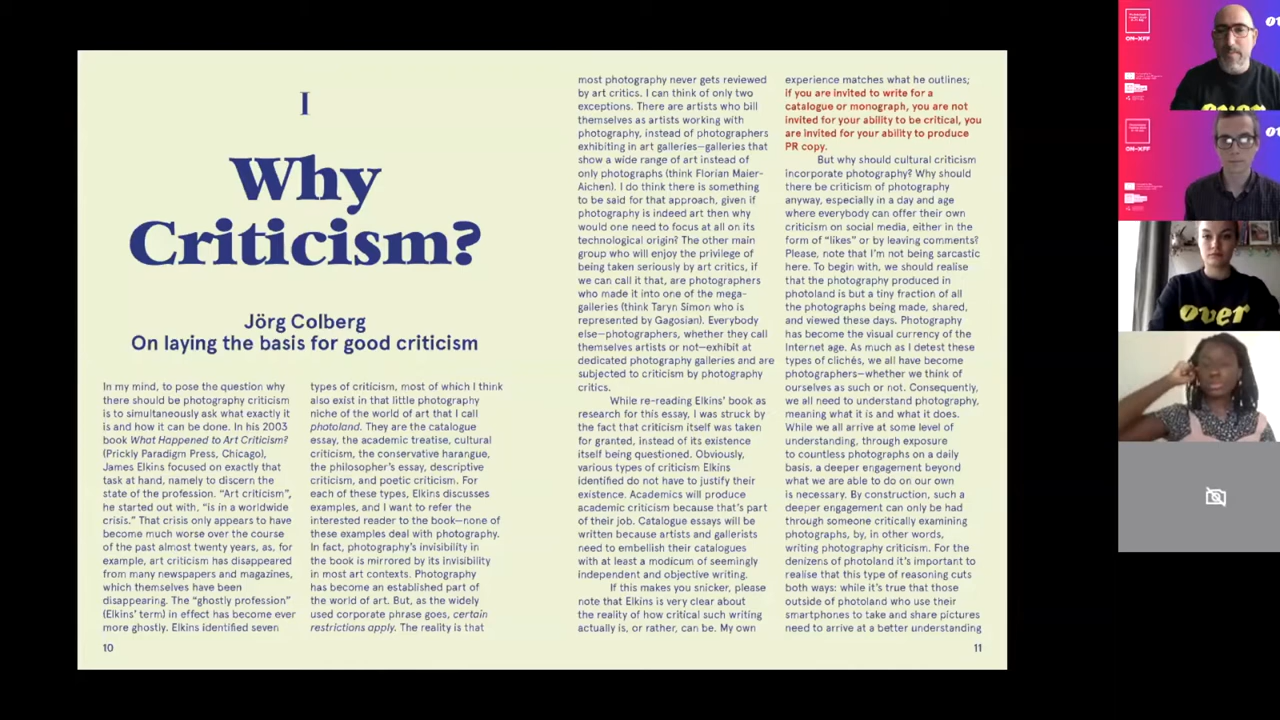 I
Why
Criticism?
Jörg Colberg
On laying the basis for good criticism
In my mind, to pose the question why
there should be photography criticism
is to simultaneously ask what exactly it
is and how it can be done. In his 2003
book What Happened to Art Criticism?
(Prickly Paradigm Press, Chicago),
James Elkins focused on exactly that
task at hand, namely to discern the
state of the profession. “Art criticism”,
he started out with, “is in a worldwide
crisis.” That crisis only appears to have
become much worse over the course
of the past almost twenty years, as, for
example, art criticism has disappeared
from many newspapers and magazines,
which themselves have been
disappearing. The “ghostly profession”
(Elkins’ term) in effect has become ever
more ghostly. Elkins identified seven
types of criticism, most of which I think
also exist in that little photography
niche of the world of art that I call
photoland. They are the catalogue
essay, the academic treatise, cultural
criticism, the conservative harangue,
the philosopher’s essay, descriptive
criticism, and poetic criticism. For
each of these types, Elkins discusses
examples, and I want to refer the
interested reader to the book—none of
these examples deal with photography.
In fact, photography’s invisibility in
the book is mirrored by its invisibility
in most art contexts. Photography
has become an established part of
the world of art. But, as the widely
used corporate phrase goes, certain
restrictions apply. The reality is that
10
most photography never gets reviewed
by art critics. I can think of only two
exceptions. There are artists who bill
themselves as artists working with
photography, instead of photographers
exhibiting in art galleries—galleries that
show a wide range of art instead of
only photographs (think Florian Maier-
Aichen). I do think there is something
to be said for that approach, given if
photography is indeed art then why
would one need to focus at all on its
technological origin? The other main
group who will enjoy the privilege of
being taken seriously by art critics, if
we can call it that, are photographers
who made it into one of the mega-
galleries (think Taryn Simon who is
represented by Gagosian). Everybody
else—photographers, whether they call
themselves artists or not—exhibit at
dedicated photography galleries and are
subjected to criticism by photography
critics.
While re-reading Elkins’ book as
research for this essay, I was struck by
the fact that criticism itself was taken
for granted, instead of its existence
itself being questioned. Obviously,
various types of criticism Elkins
identified do not have to justify their
existence. Academics will produce
academic criticism because that’s part
of their job. Catalogue essays will be
written because artists and gallerists
need to embellish their catalogues
with at least a modicum of seemingly
independent and objective writing.
If this makes you snicker, please
note that Elkins is very clear about
the reality of how critical such writing
actually is, or rather, can be. My own
experience matches what he outlines;
if you are invited to write for a
catalogue or monograph, you are not
invited for your ability to be critical, you
are invited for your ability to produce
PR copy.
But why should cultural criticism
incorporate photography? Why should
there be criticism of photography
anyway, especially in a day and age
where everybody can offer their own
criticism on social media, either in the
form of “likes” or by leaving comments?
Please, note that I’m not being sarcastic
here. To begin with, we should realise
that the photography produced in
photoland is but a tiny fraction of all
the photographs being made, shared,
and viewed these days. Photography
has become the visual currency of the
Internet age. As much as I detest these
types of clichés, we all have become
photographers—whether we think of
ourselves as such or not. Consequently,
we all need to understand photography,
meaning what it is and what it does.
While we all arrive at some level of
understanding, through exposure
to countless photographs on a daily
basis, a deeper engagement beyond
what we are able to do on our own
is necessary. By construction, such a
deeper engagement can only be had
through someone critically examining
photographs, by, in other words,
writing photography criticism. For the
denizens of photoland it’s important to
realise that this type of reasoning cuts
both ways: while it’s true that those
outside of photoland who use their
smartphones to take and share pictures
need to arrive at a better understanding
11
over